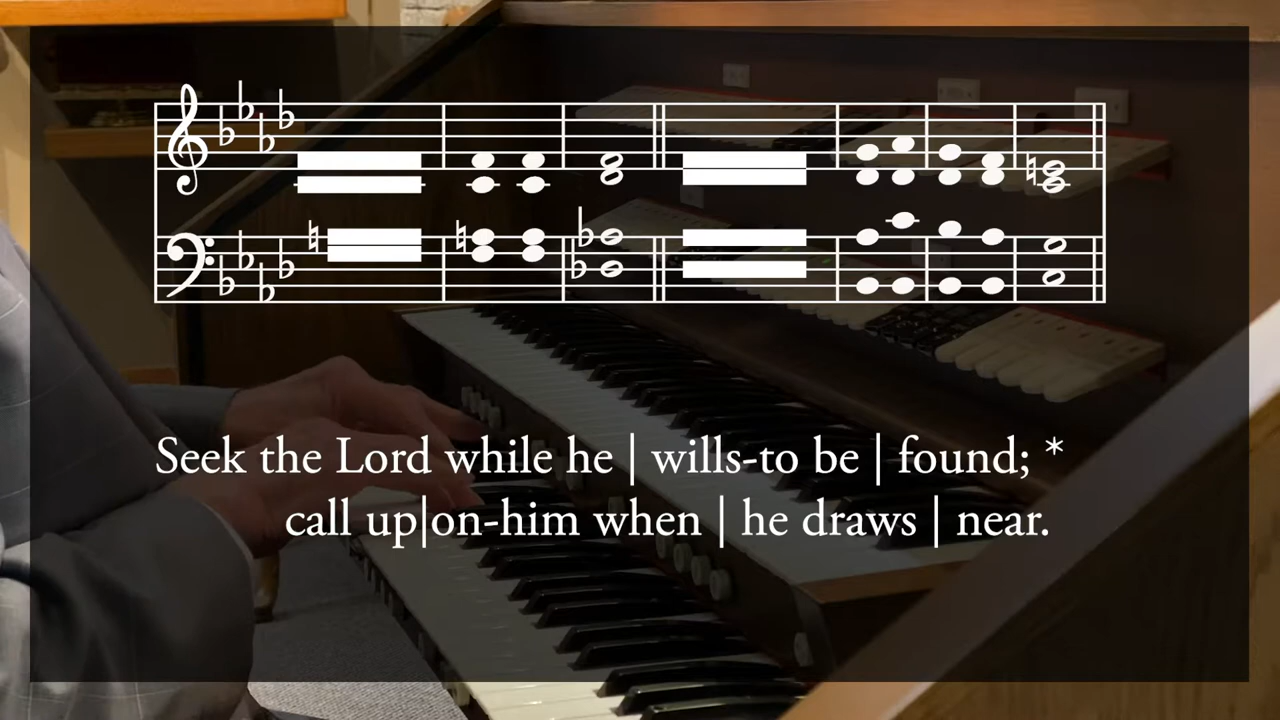 Seek the Lord while he | wills-to be | found; *
call up|on-him when | he draws | near.